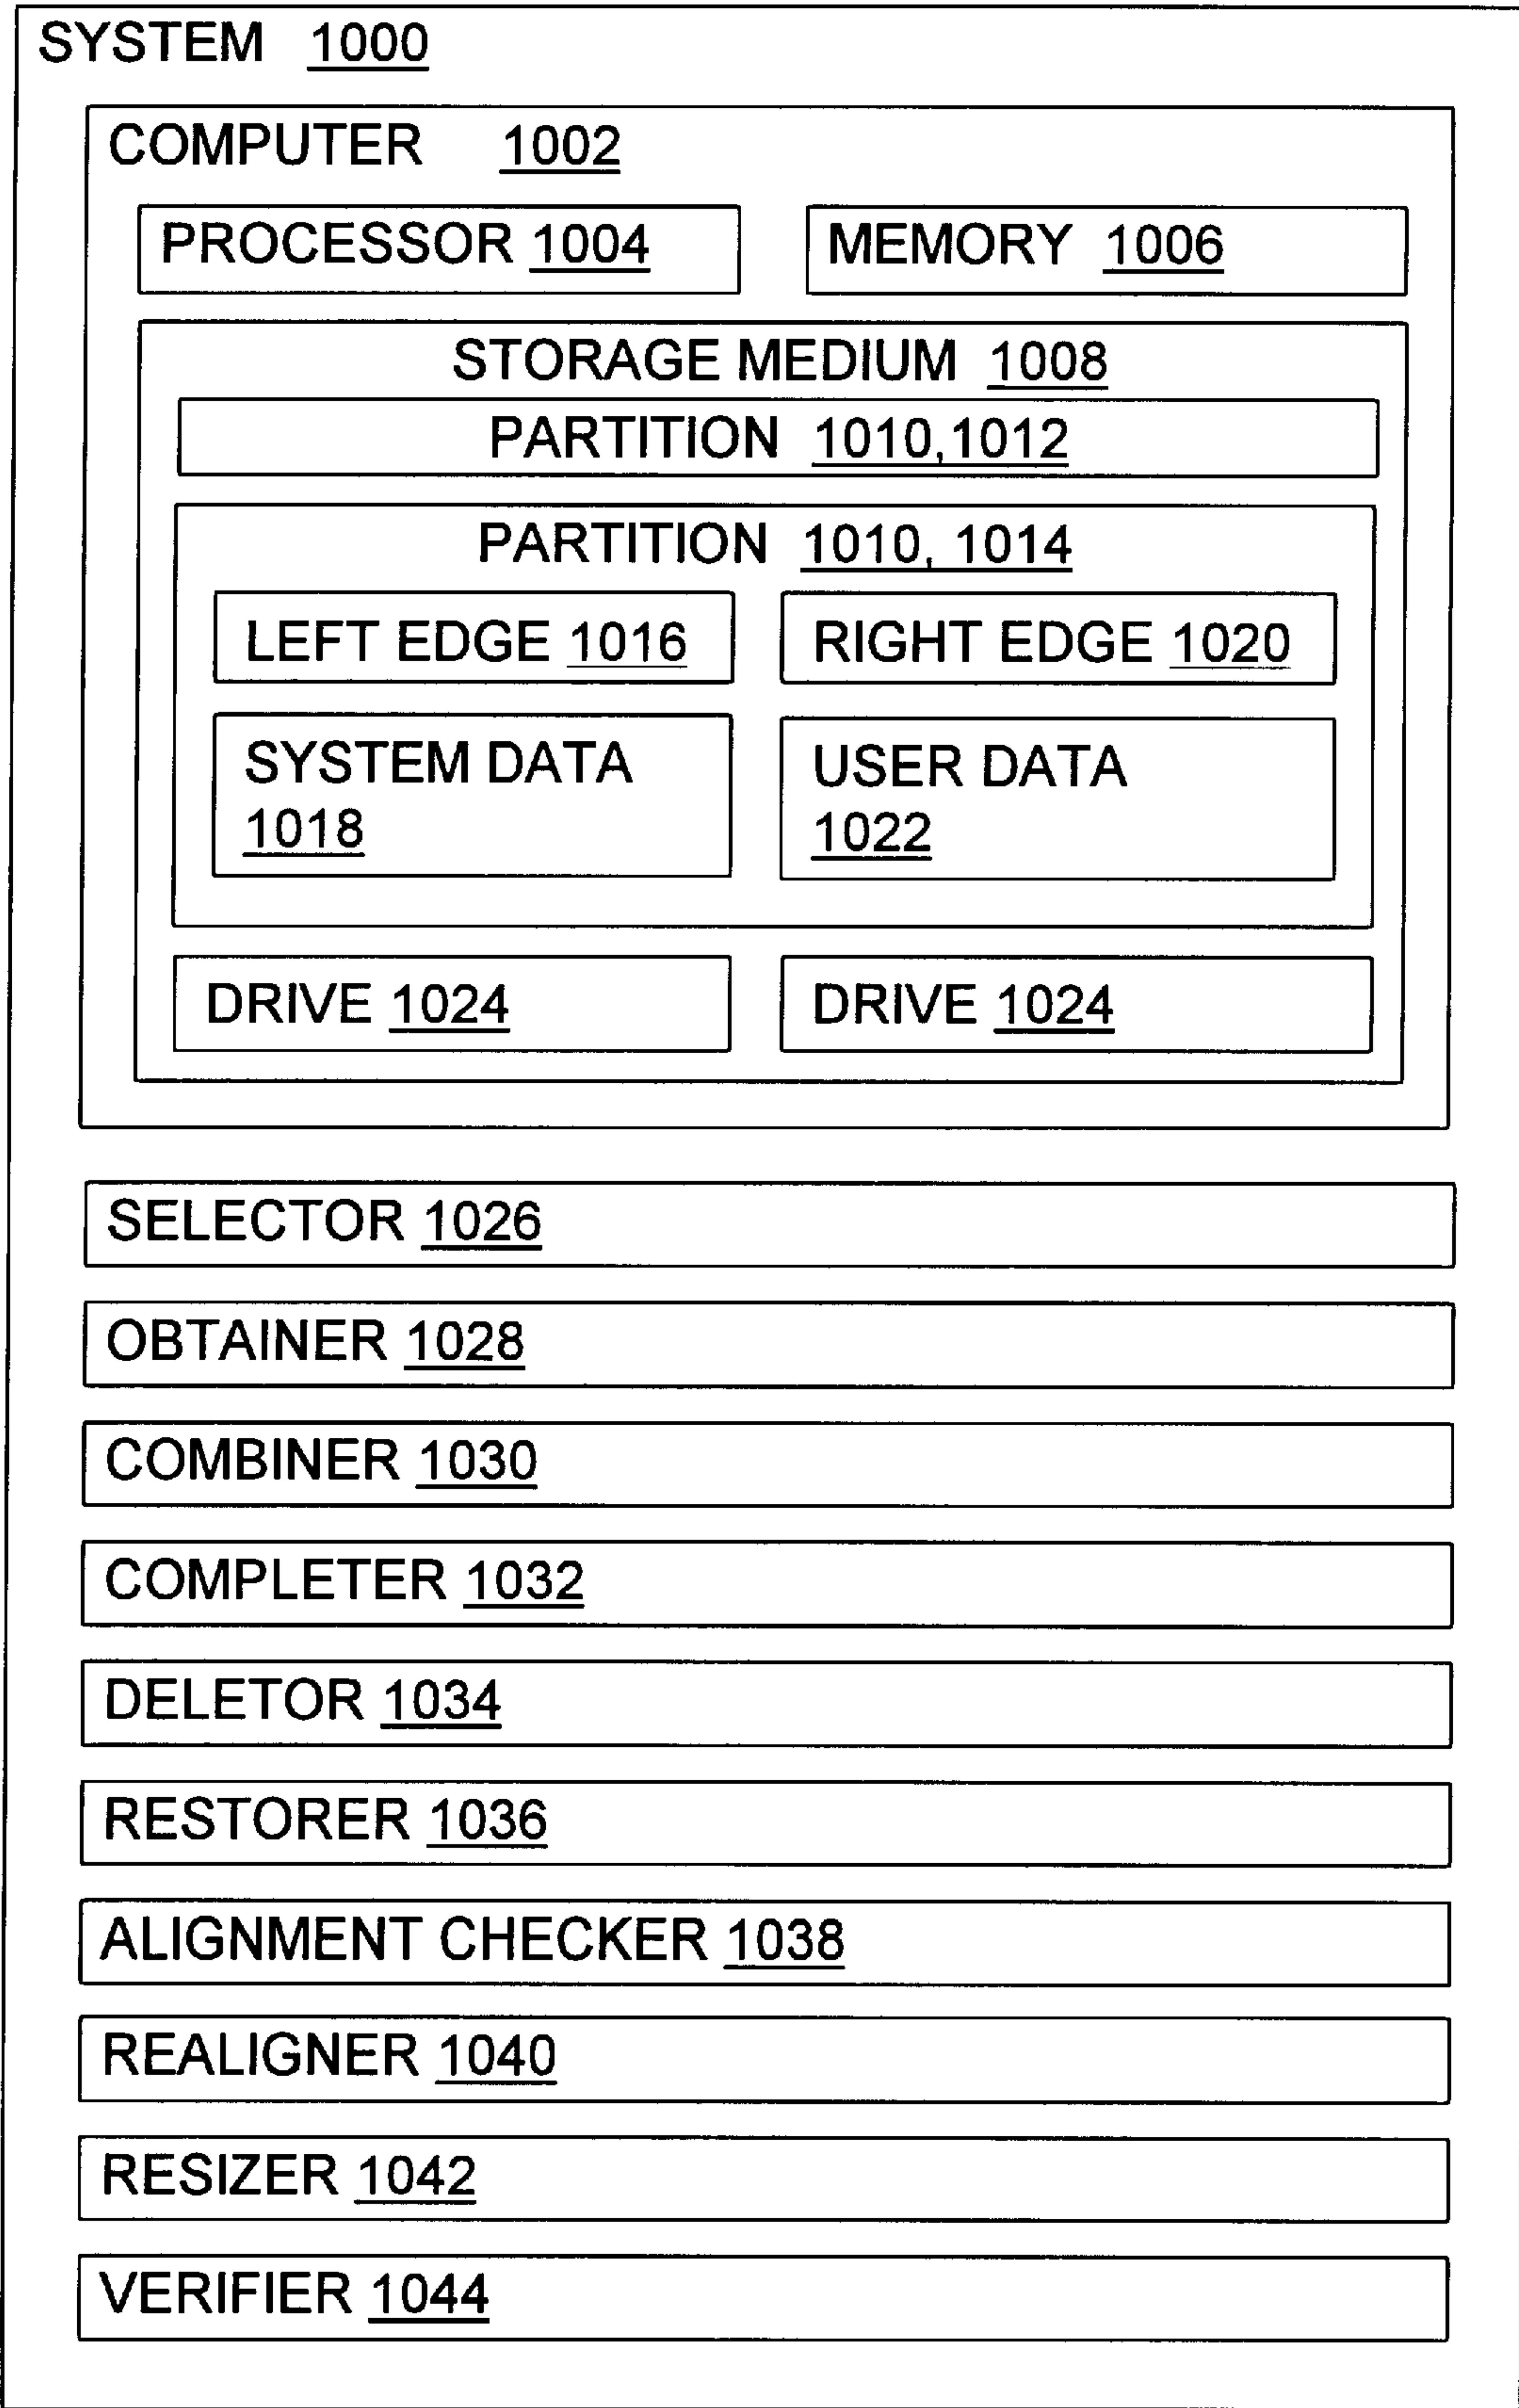 SYSTEM 1000
COMPUTER 1002
PROCESSOR 1004
MEMORY 1006
STORAGE MEDIUM 1008
PARTITION 1010,1012
PARTITION 1010, 1014
LEFT EDGE 1016
RIGHT EDGE 1020
SYSTEM DATA
1018
USER DATA
1022
DRIVE 1024
DRIVE 1024
SELECTOR 1026
OBTAINER 1028
COMBINER 1030
COMPLETER 1032
DELETOR 1034
RESTORER 1036
ALIGNMENT CHECKER 1038
REALIGNER 1040
RESIZER 1042
VERIFIER 1044